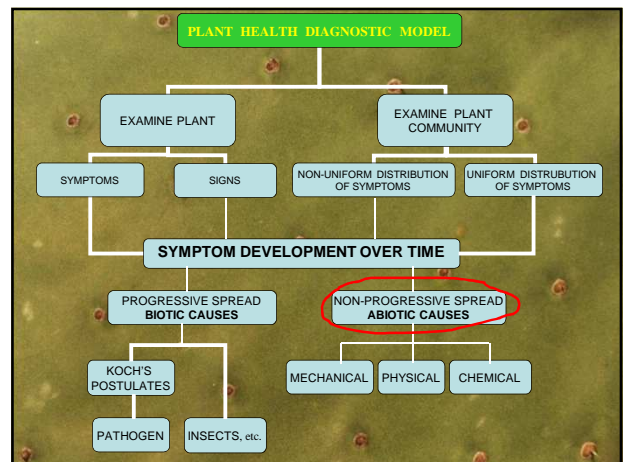 PLANT HEALTH DIAGNOSTIC MODEL
EXAMINE PLANT
EXAMINE PLANT
COMMUNITY
SYMPTOMS
SIGNS
NON-UNIFORM DISTRIBUTION
OF SYMPTOMS
UNIFORM DISTRUBUTION
OF SYMPTOMS
SYMPTOM DEVELOPMENT OVER TIME
PROGRESSIVE SPREAD
BIOTIC CAUSES
NON-PROGRESSIVE SPREAD
ABIOTIC CAUSES
KOCH'S
POSTULATES
MECHANICAL
PHYSICAL
CHEMICAL
PATHOGEN
INSECTS, etc.